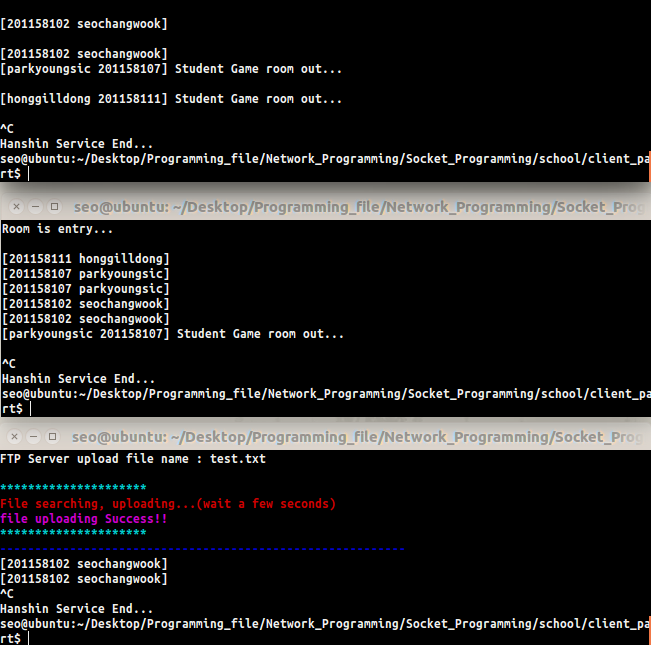 [201158102 seochangwook]
[201158102 seochangwook]
[parkyoungsic 201158107] Student Game room out...
[honggilldong 201158111] Student Game room out...
^C
Hanshin Service End...
seo@ubuntu:~/Desktop/Programming_file/Network_Programming/Socket_Programming/school/client_pa
rt$
seo@ubuntu: ~/Desktop/Programming_file/Network_Programming/Socket_Prog
Room is entry...
[201158111 honggilldong]
[201158107 parkyoungsic]
[201158107 parkyoungsic]
[201158102 seochangwook]
[201158102 seochangwook]
[parkyoungsic 201158107] Student Game room out...
^C
Hanshin Service End...
seo@ubuntu:~/Desktop/Programming_file/Network_Programming/Socket_Programming/school/client_pa
rt$
seo@ubuntu: ~/Desktop/Programming_file/Network_Programming/Socket_Prog
FTP Server upload file name : test.txt
*********************
File searching, uploading...(wait a few seconds)
file uploading Success!!
*********************
----------------------------------------------------------
[201158102 seochangwook]
[201158102 seochangwook]
^C
Hanshin Service End...
seo@ubuntu:~/Desktop/Programming_file/Network_Programming/Socket_Programming/school/client_pa
rt$